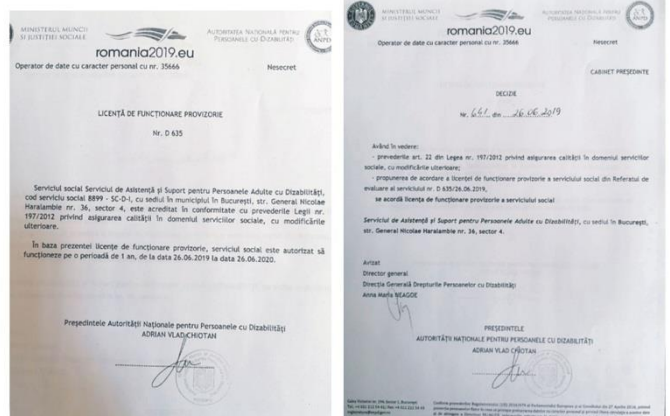 MINISTERUL MUNCII
ȘI JUSTIȚIEI SOCIALE
AUTORITATEA NAȚIONALĂ PENTRU
PERSOANELE CU DIZABILITĂȚI
ANPD
romania2019.eu
Operator de date cu caracter personal cu nr. 35666
Nesecret
LICENȚĂ DE FUNCȚIONARE PROVIZORIE
Nr. D 635
Serviciul social Serviciul de Asistență și Suport pentru Persoanele Adulte cu Dizabilități,
cod serviciu social 8899 - SC-D-I, cu sediul în municipiul în București, str. General Nicolae
Haralambie nr. 36, sector 4, este acreditat în conformitate cu prevederile Legii nr.
197/2012 privind asigurarea calității în domeniul serviciilor sociale, cu modificările
ulterioare.
În baza prezentei licențe de funcționare provizorie, serviciul social este autorizat să
funcționeze pe o perioadă de 1 an, de la data 26.06.2019 la data 26.06.2020.
Președintele Autorității Naționale pentru Persoanele cu Dizabilități
ADRIAN VLAD CHIOTAN
MINISTERUL MUNCII
ȘI JUSTIȚIEI SOCIALE
AUTORITATEA NAȚIONALĂ PENTRU
PERSOANELE CU DIZABILITĂȚI
ANPD
romania2019.eu
Operator de date cu caracter personal nr. 35666
Nesecret
CABINET PREȘEDINTE
DECIZIE
Nr. 641 din 26.06.2019
Având în vedere:
- prevederile art. 22 din Legea nr. 197/2012 privind asigurarea calității în domeniul serviciilor
sociale, cu modificările ulterioare;
- propunerea de acordare a licenței de funcționare provizorie a serviciului social din Referatul
de evaluare al serviciului nr. D 635/26.06.2019,
se acordă licența de funcționare provizorie a serviciului social
Serviciul de Asistență și Suport pentru Persoanele Adulte cu Dizabilități, cu sediul în București,
str. General Nicolae Haralambie nr. 36, sector 4.
Avizat
Director general
Direcția Generală Drepturile Persoanelor cu Dizabilități
Anna Maria NEAGOE
PREȘEDINTELE
AUTORITĂȚII NAȚIONALE PENTRU PERSOANELE CU DIZABILITĂȚI
ADRIAN VLAD CHIOTAN